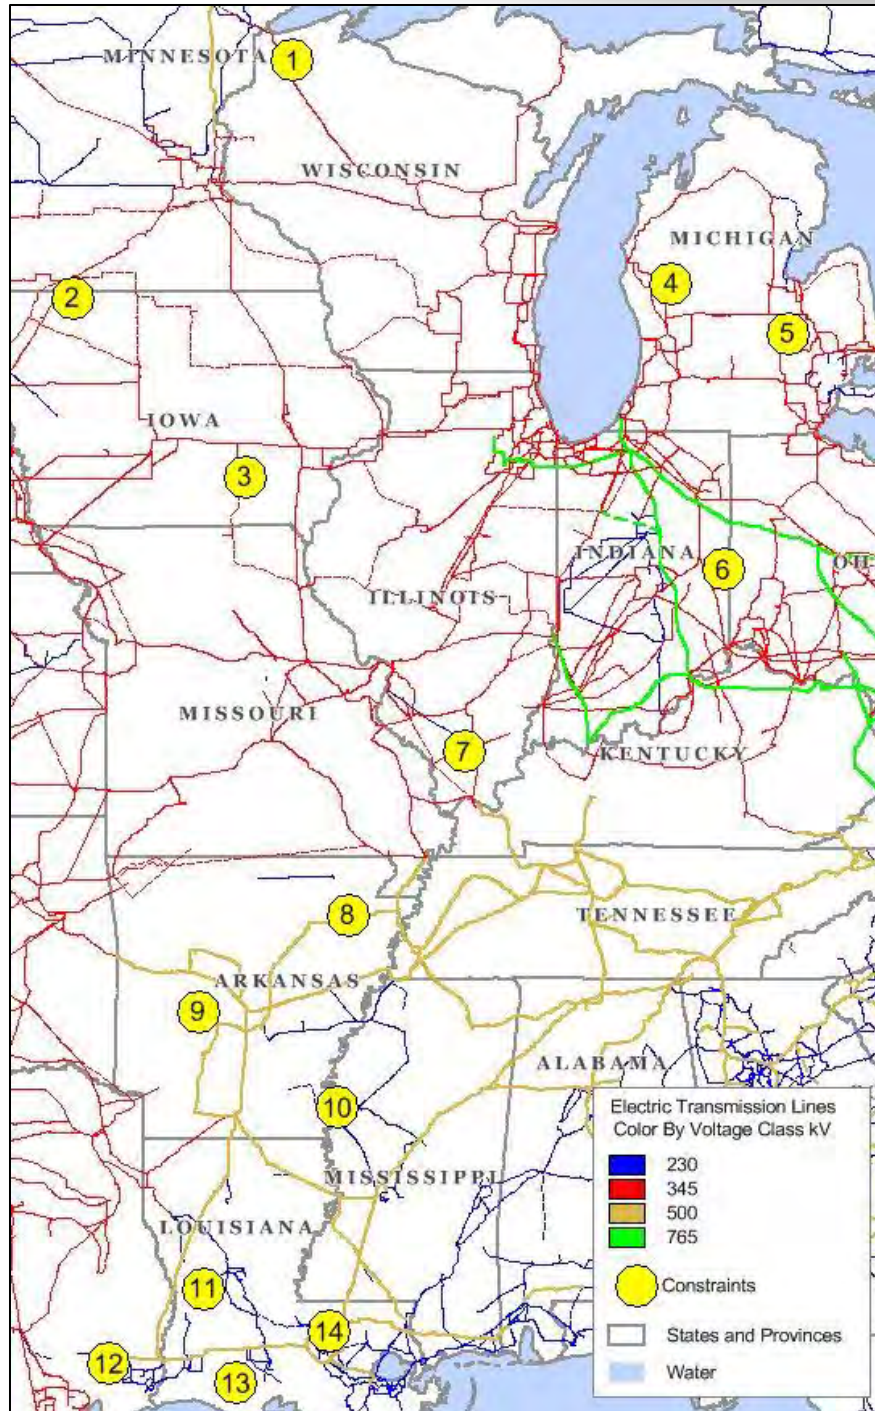 MINNESOTA
1
WISCONSIN
MICHIGAN
2
4
5
IOWA
3
INDIANA
6
OH
ILLINOIS
MISSOURI
7
KENTUCKY
8
TENNESSEE
ARKANSAS
9
ALABAMA
10
Electric Transmission Lines
Color By Voltage Class kV
230
345
500
765
Constraints
States and Provinces
Water
MISSISSIPPI
LOUISIANA
11
14
12
13